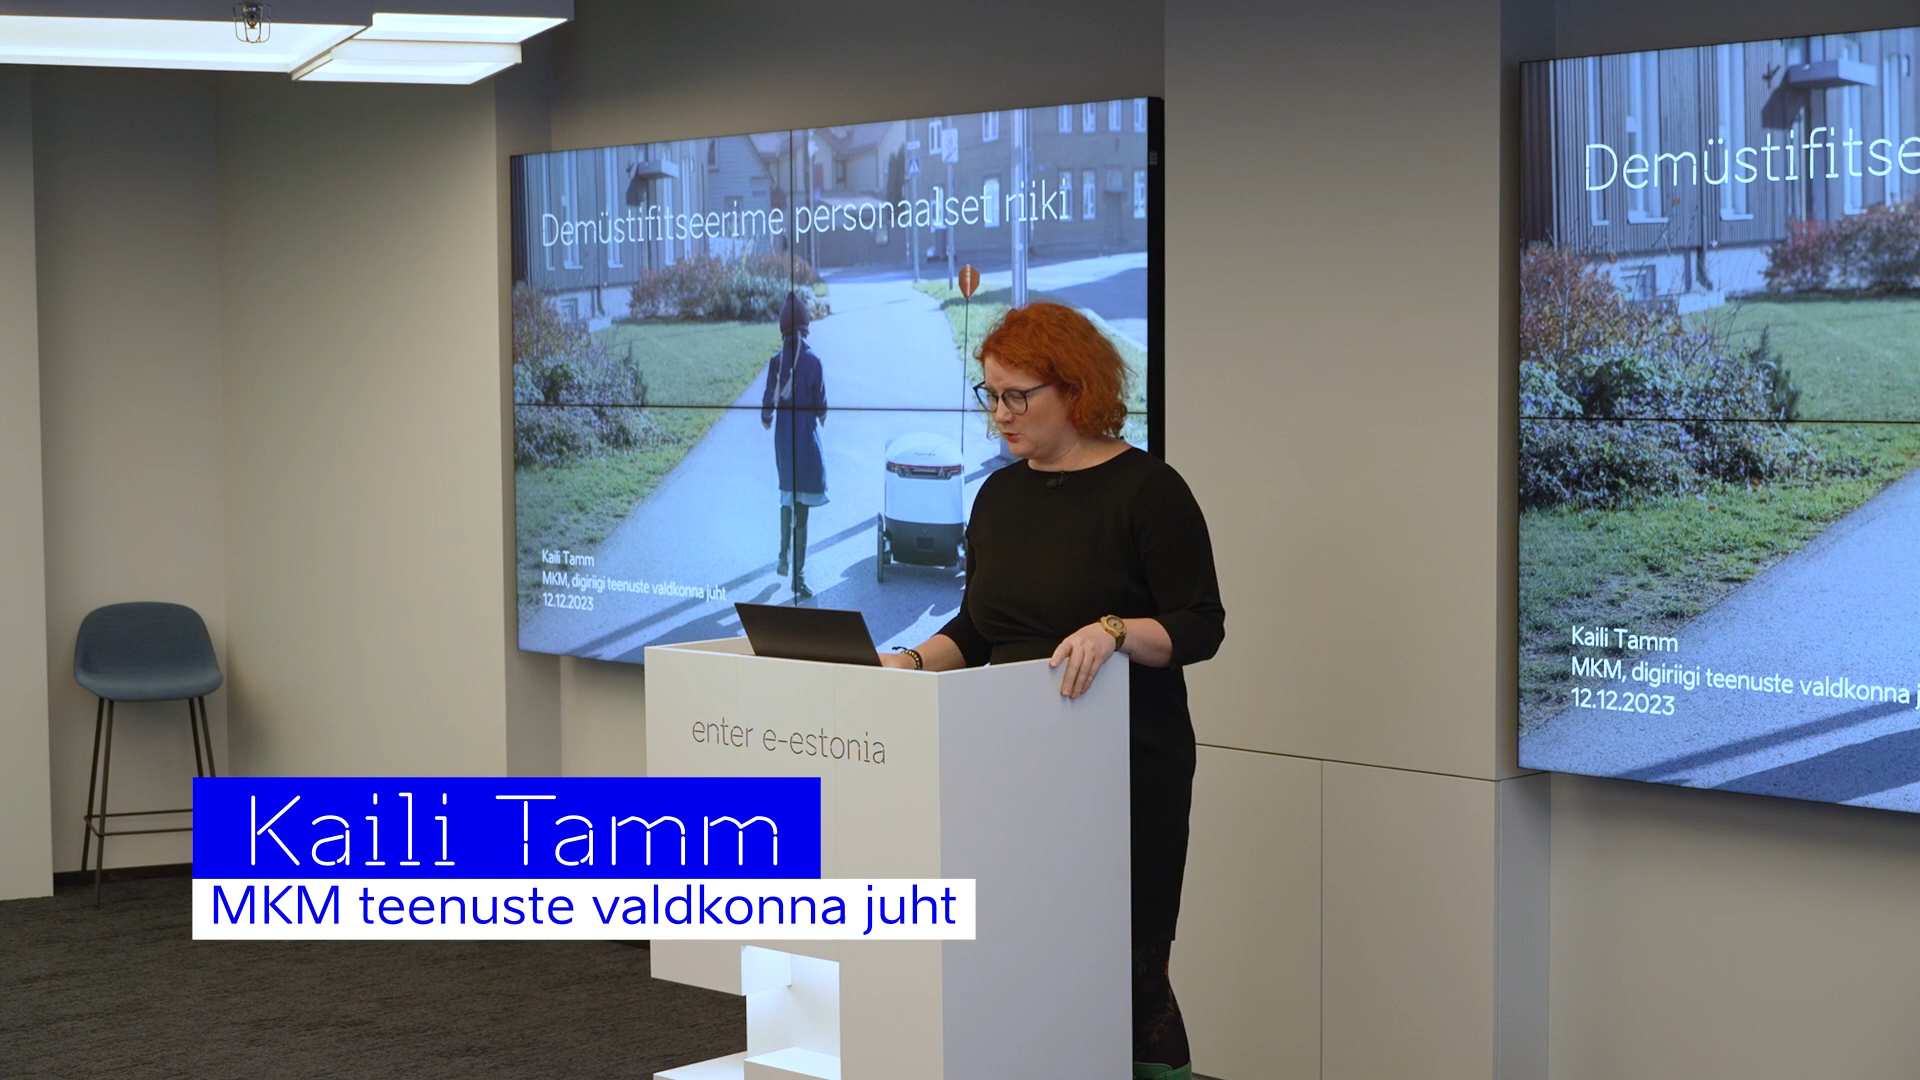 Demüstifitseerime personaalset riiki
Kaili Tamm
MKM, digiriigi teenuste valdkonna juht
12.12.2023
Demüstifitse
Kaili Tamm
MKM, digiriigi teenuste valdkonna j
12.12.2023
enter e-estonia
Kaili Tamm
MKM teenuste valdkonna juht